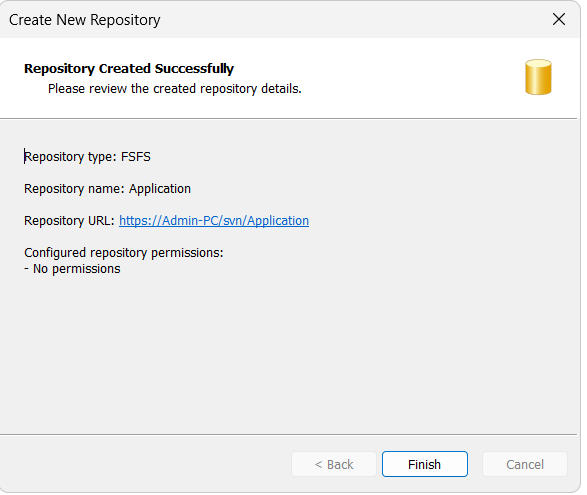 Create New Repository
Repository Created Successfully
Please review the created repository details.
Repository type: FSFS
Repository name: Application
Repository URL: https://Admin-PC/svn/Application
Configured repository permissions:
- No permissions
< Back
Finish
Cancel